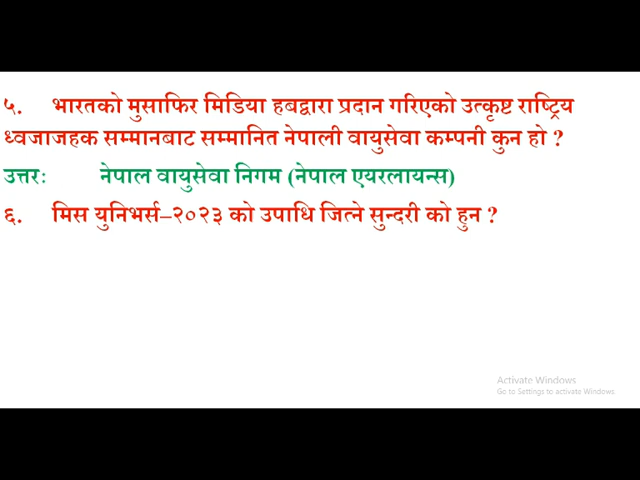 ५. भारतको मुसाफिर मिडिया हबद्वारा प्रदान गरिएको उत्कृष्ट राष्ट्रिय
ध्वजाजहक सम्मानबाट सम्मानित नेपाली वायुसेवा कम्पनी कुन हो ?
उत्तरः नेपाल वायुसेवा निगम (नेपाल एयरलायन्स)
६. मिस युनिभर्स–२०२३ को उपाधि जित्ने सुन्दरी को हुन ?
Activate Windows
Go to Settings to activate Windows.